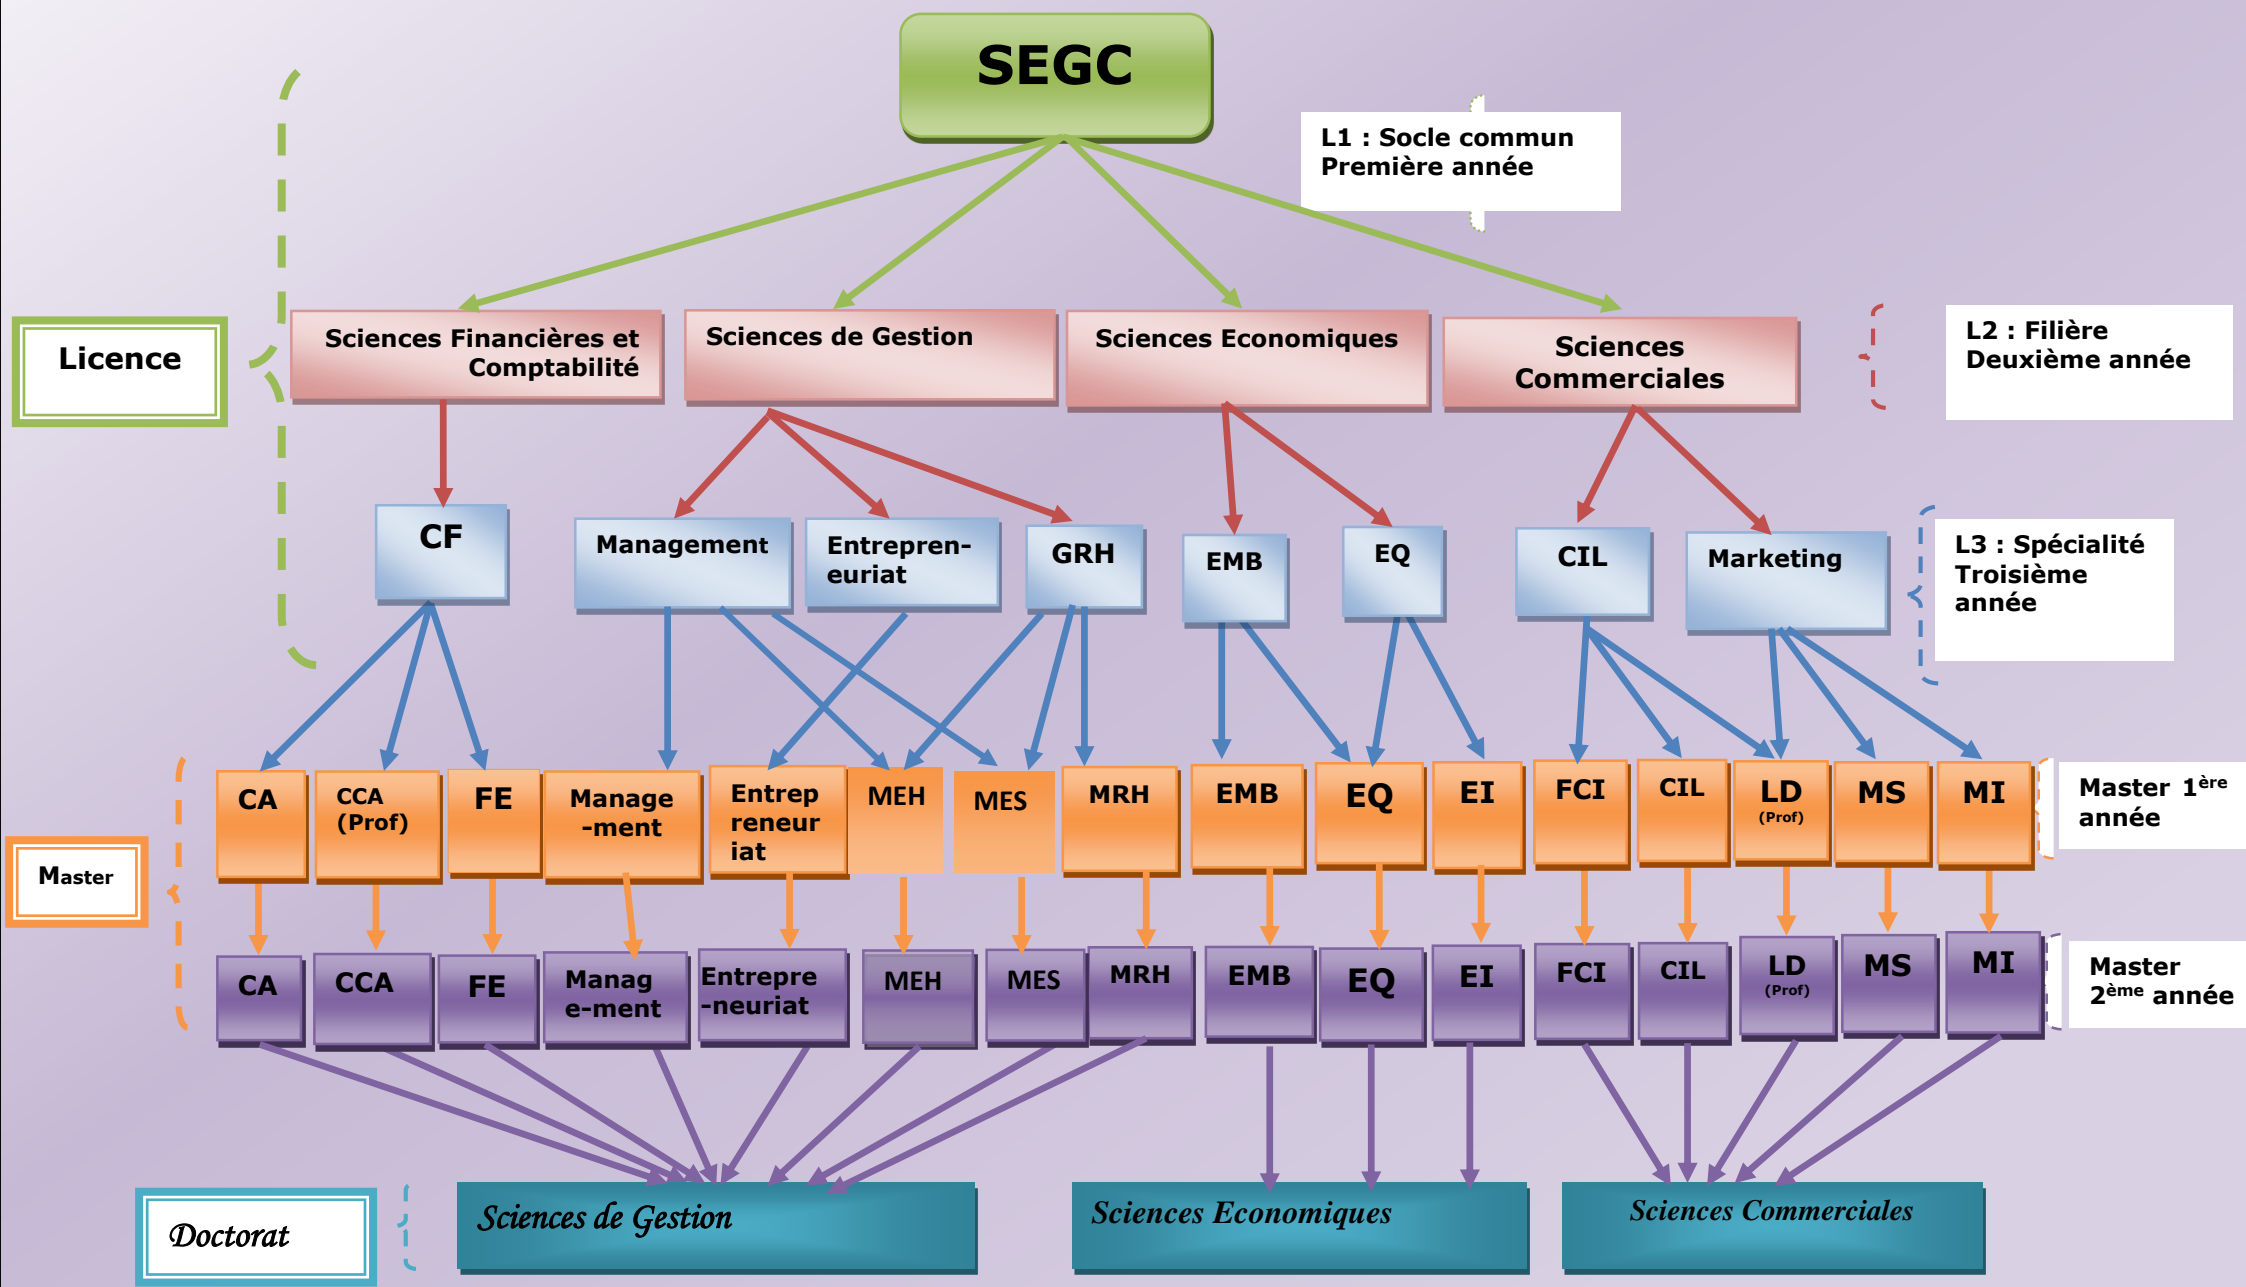 SEGC
L1 : Socle commun
Première année
Licence
Sciences Financières et
Comptabilité
Sciences de Gestion
Sciences Economiques
Sciences
Commerciales
L2 : Filière
Deuxième année
CF
Management
Entrepren-
euriat
GRH
EMB
EQ
CIL
Marketing
L3 : Spécialité
Troisième
année
Master
CA
CCA
(Prof)
FE
Manage
-ment
Entrep
reneur
iat
MEH
MES
MRH
EMB
EQ
EI
FCI
CIL
LD
(Prof)
MS
MI
Master 1ère
année
CA
CCA
FE
Manag
e-ment
Entrepre
-neuriat
MEH
MES
MRH
EMB
EQ
EI
FCI
CIL
LD
(Prof)
MS
MI
Master
2ème année
Doctorat
Sciences de Gestion
Sciences Economiques
Sciences Commerciales